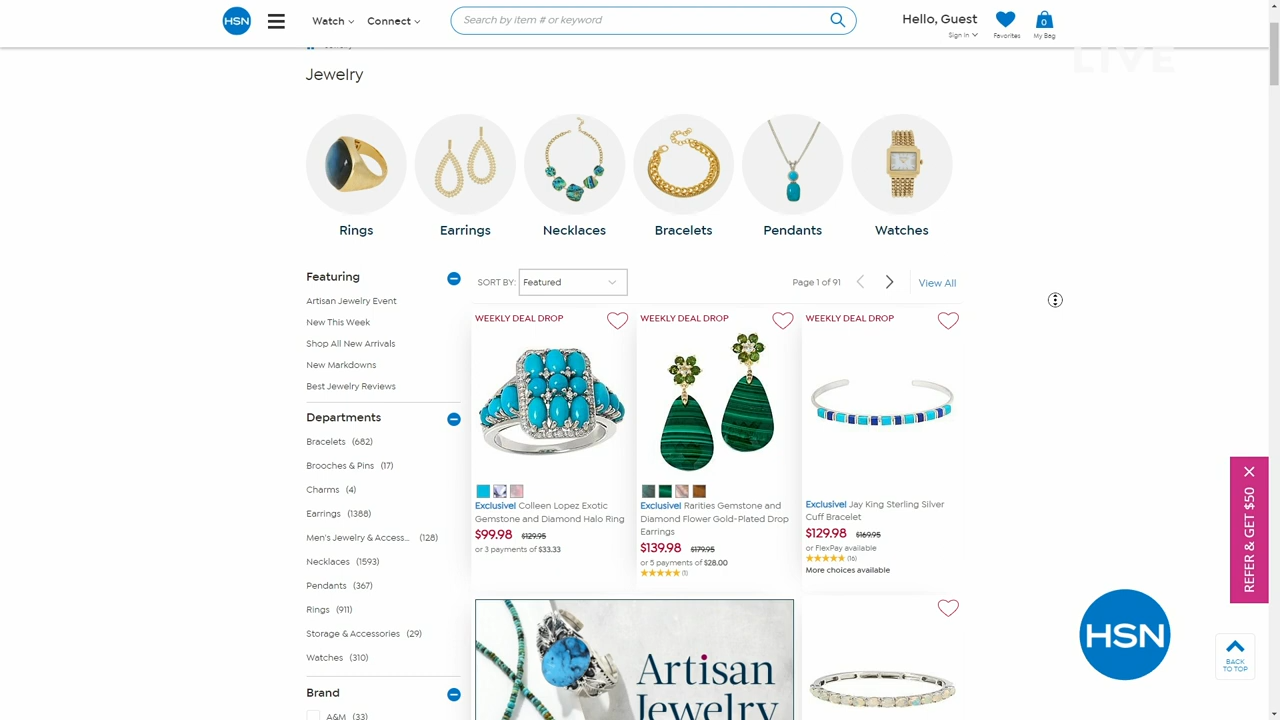 HSN
Watch
Connect
Search by item # or keyword
Hello, Guest
Sign In
Favorites
0
My Bag
LIVE
Jewelry
Rings
Earrings
Necklaces
Bracelets
Pendants
Watches
Featuring
Artisan Jewelry Event
New This Week
Shop All New Arrivals
New Markdowns
Best Jewelry Reviews
Departments
Bracelets (682)
Brooches & Pins (17)
Charms (4)
Earrings (1388)
Men's Jewelry & Access... (128)
Necklaces (1593)
Pendants (367)
Rings (911)
Storage & Accessories (29)
Watches (310)
Brand
A&M (33)
SORT BY: Featured
Page 1 of 91
View All
WEEKLY DEAL DROP
Exclusive! Colleen Lopez Exotic
Gemstone and Diamond Halo Ring
$99.98 $129.95
or 3 payments of $33.33
WEEKLY DEAL DROP
Exclusive! Rarities Gemstone and
Diamond Flower Gold-Plated Drop
Earrings
$139.98 $179.95
or 5 payments of $28.00
(1)
WEEKLY DEAL DROP
Exclusive! Jay King Sterling Silver
Cuff Bracelet
$129.98 $169.95
or FlexPay available
(16)
More choices available
Artisan
Jewelry
REFER & GET $50
HSN
BACK
TO TOP